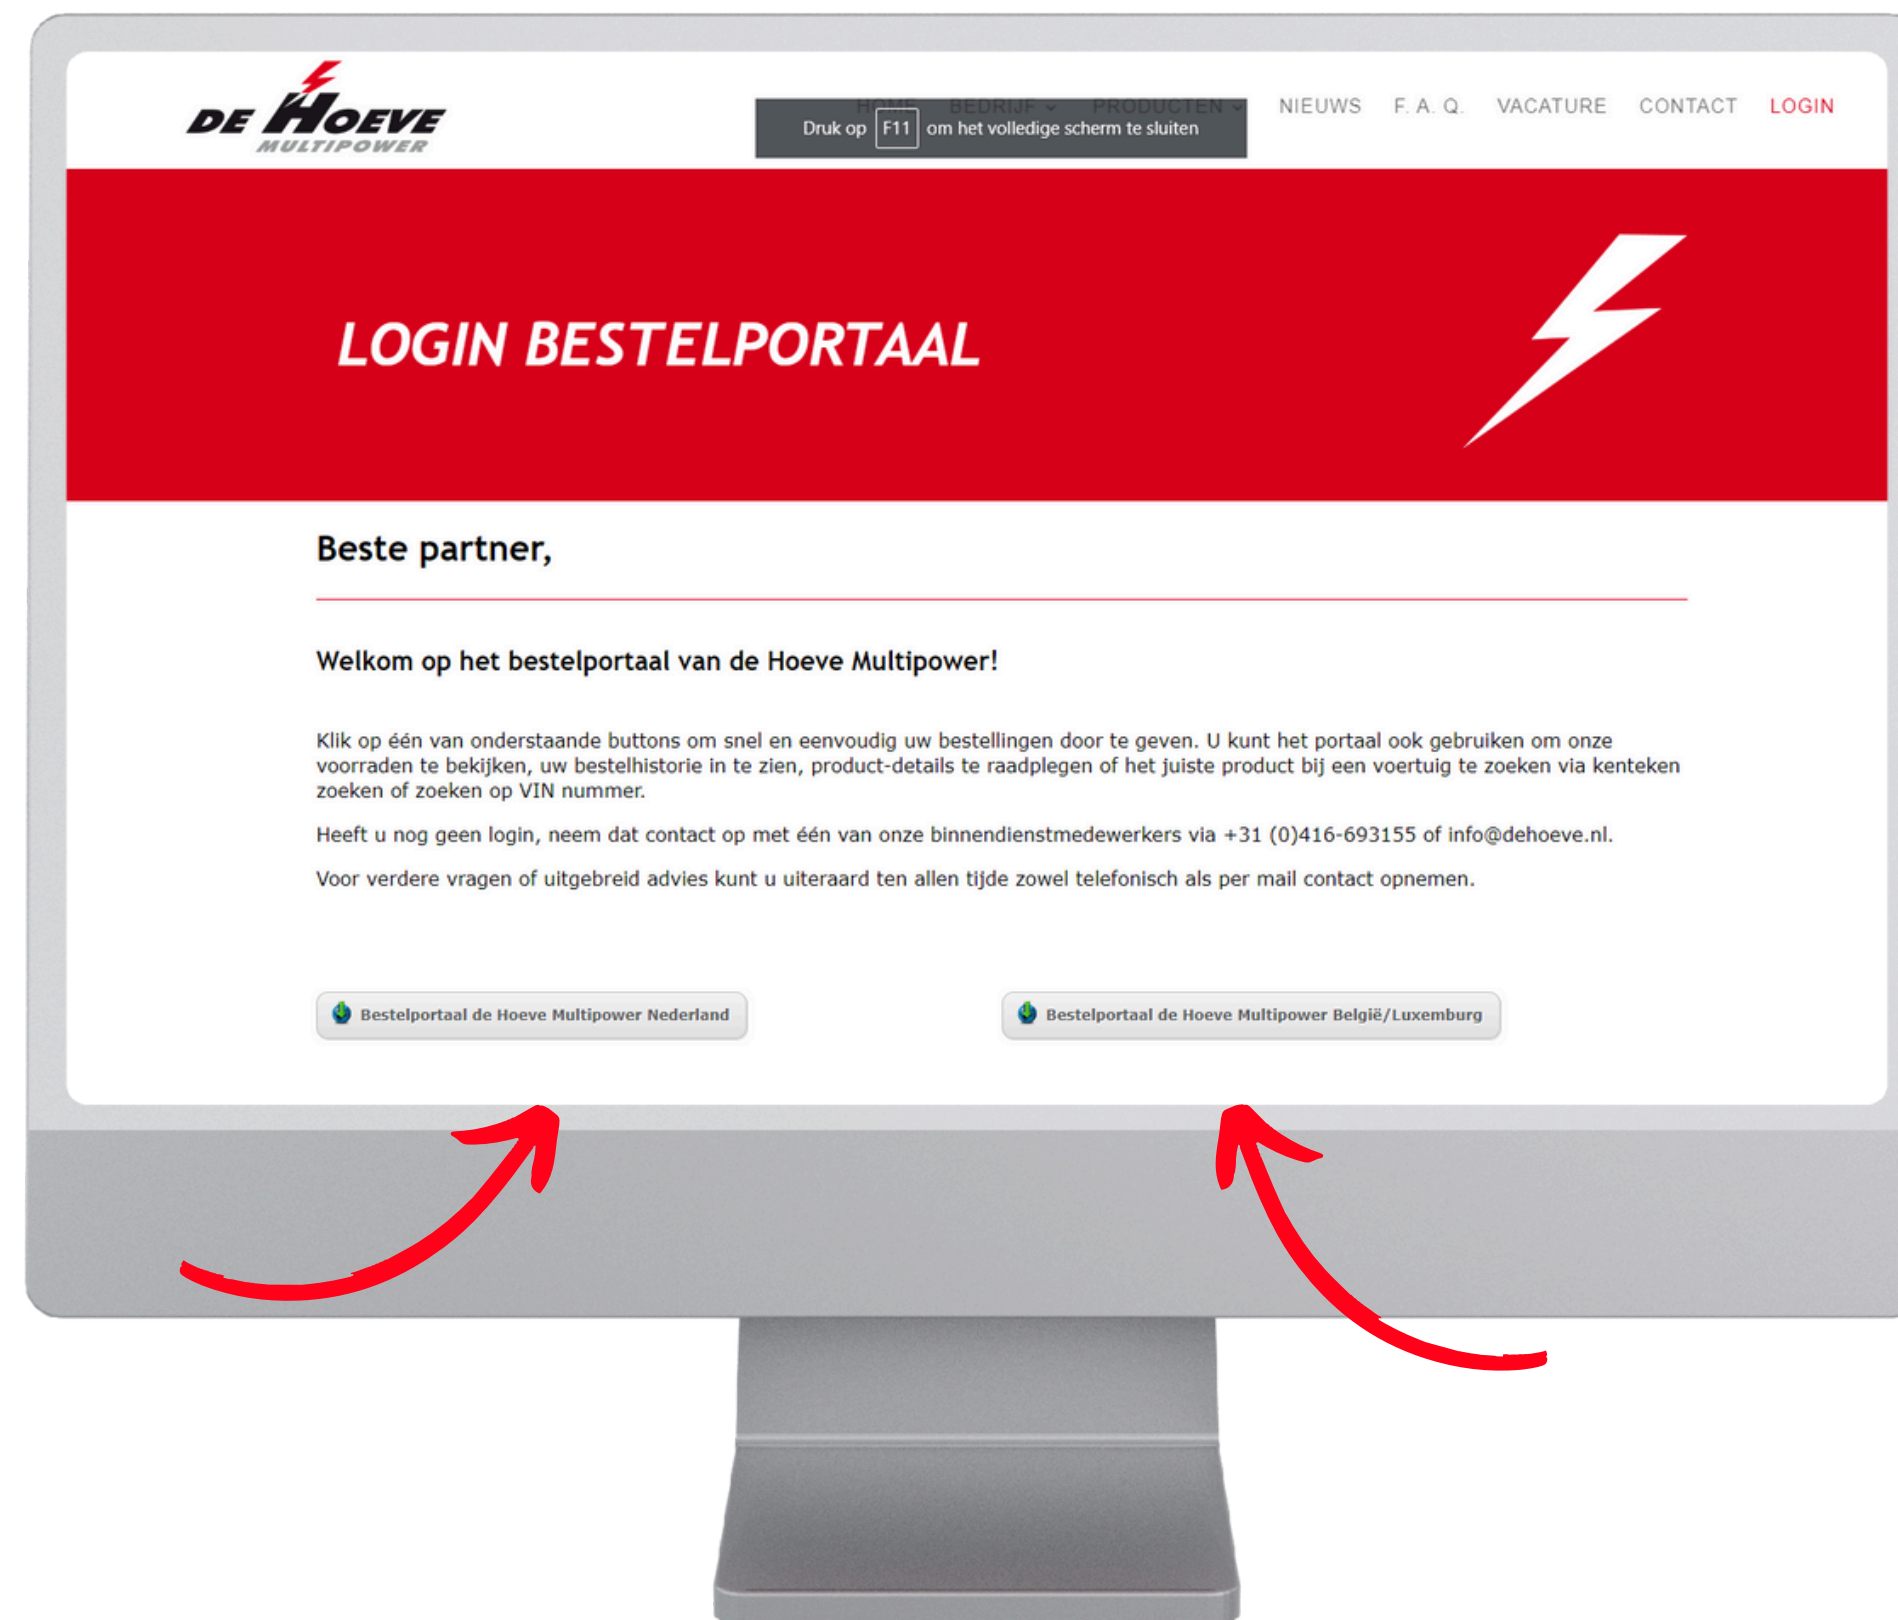 DE HOEVE
MULTIPOWER
HOME BEDRIJF PRODUCTEN NIEUWS F. A. Q. VACATURE CONTACT LOGIN
Druk op F11 om het volledige scherm te sluiten
LOGIN BESTELPORTAAL
Beste partner,
Welkom op het bestelportaal van de Hoeve Multipower!
Klik op één van onderstaande buttons om snel en eenvoudig uw bestellingen door te geven. U kunt het portaal ook gebruiken om onze
voorraden te bekijken, uw bestelhistorie in te zien, product-details te raadplegen of het juiste product bij een voertuig te zoeken via kenteken
zoeken of zoeken op VIN nummer.
Heeft u nog geen login, neem dat contact op met één van onze binnendienstmedewerkers via +31 (0)416-693155 of info@dehoeve.nl.
Voor verdere vragen of uitgebreid advies kunt u uiteraard ten allen tijde zowel telefonisch als per mail contact opnemen.
Bestelportaal de Hoeve Multipower Nederland
Bestelportaal de Hoeve Multipower België/Luxemburg